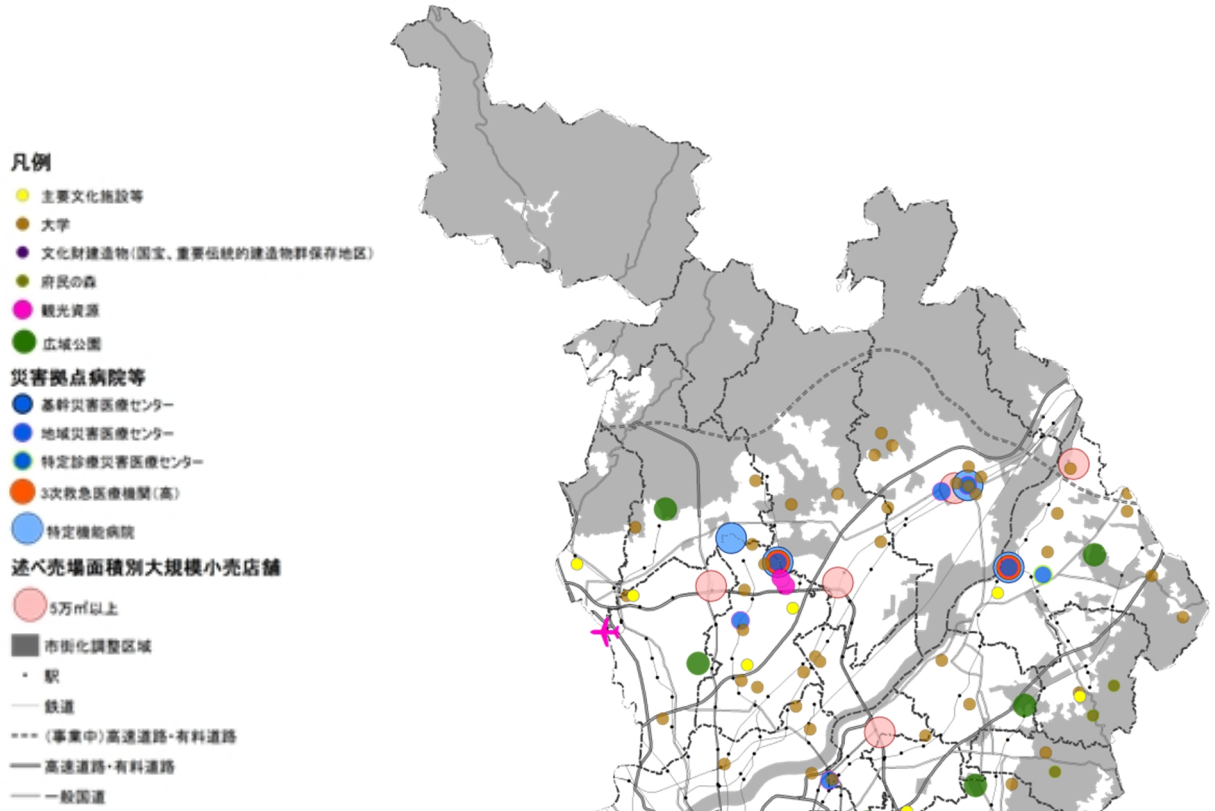 凡例
主要文化施設等
大学
文化財建造物(国宝、重要伝統的建造物群保存地区)
府民の森
観光資源
広域公園
災害拠点病院等
基幹災害医療センター
地域災害医療センター
特定診療災害医療センター
3次救急医療機関(高)
特定機能病院
述べ売場面積別大規模小売店舗
5万㎡以上
市街化調整区域
駅
鉄道
(事業中)高速道路・有料道路
高速道路・有料道路
一般国道